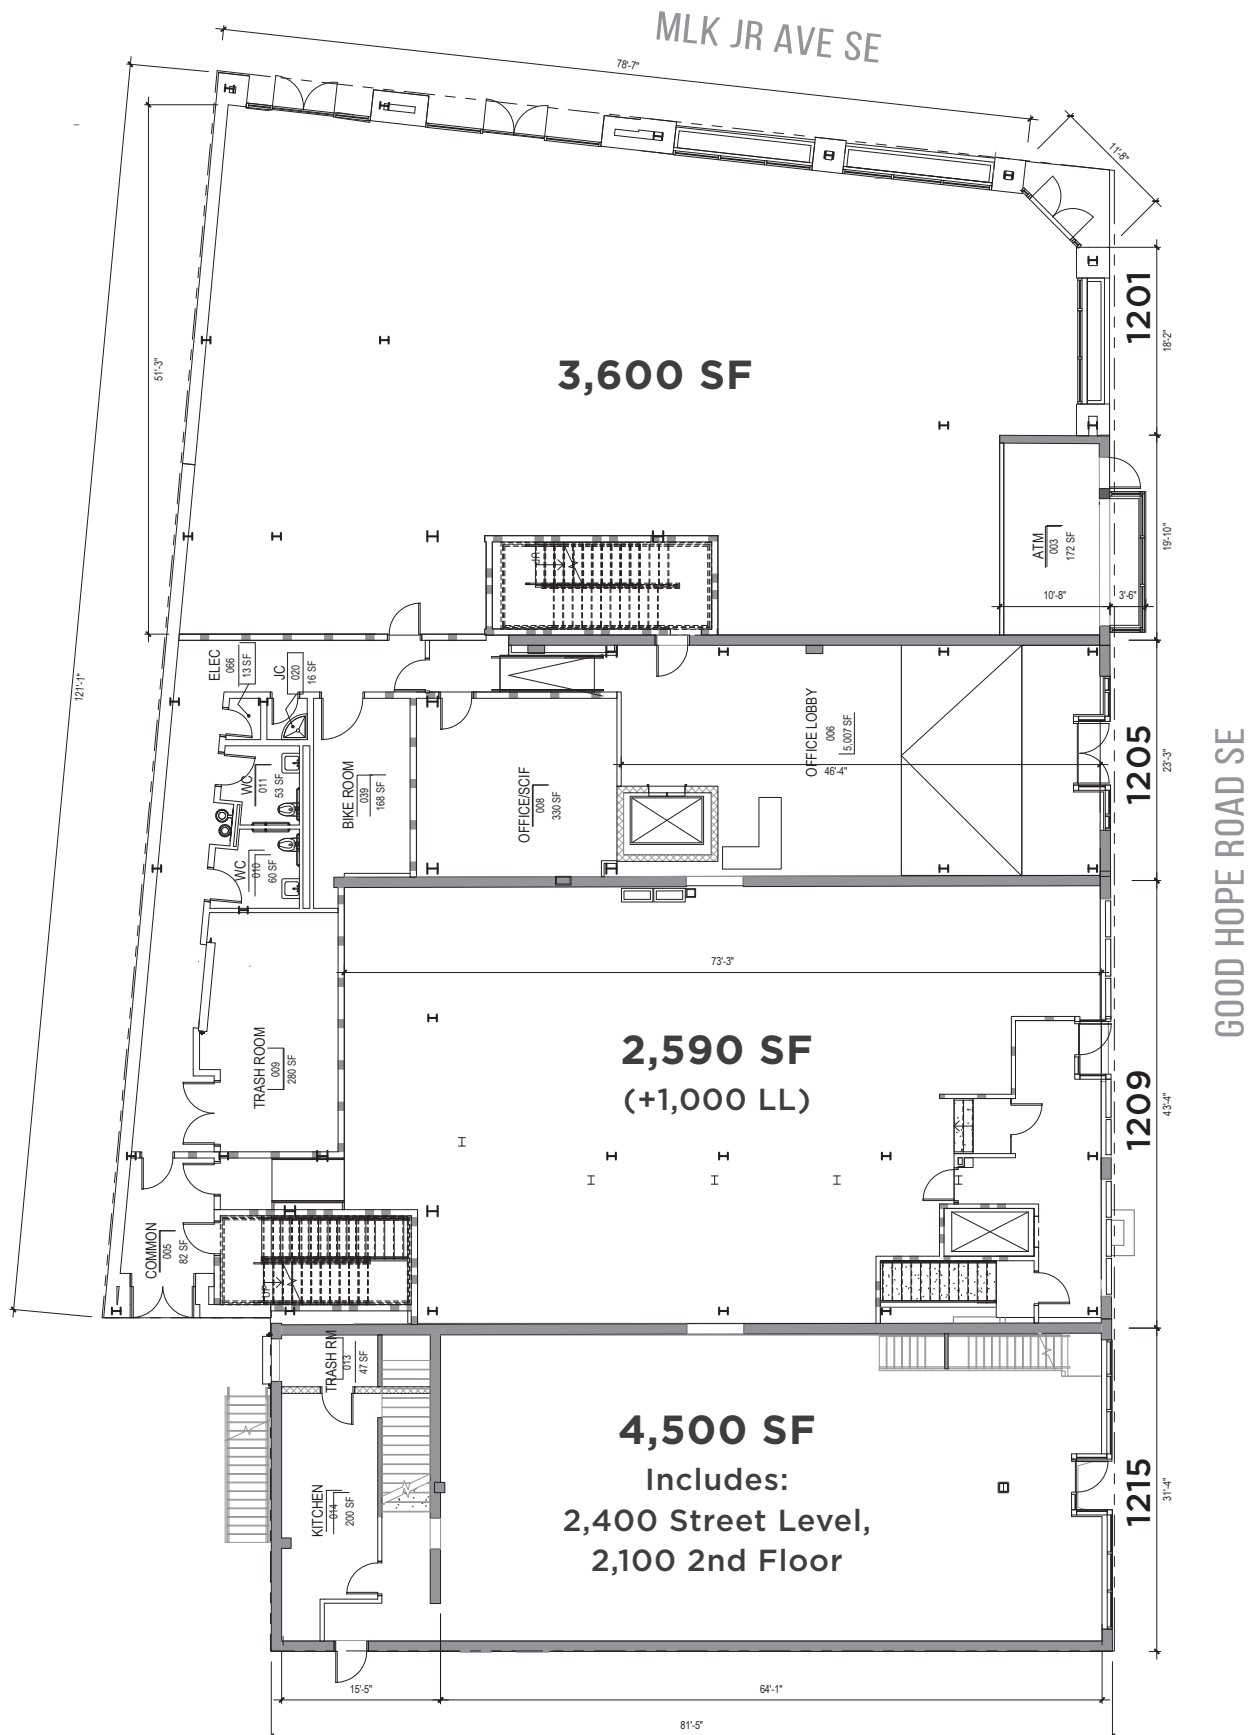 MLK JR AVE SE
78'-7"
11'-8"
121'-1"
51'-3"
1201
18'-2"
3,600 SF
UP
ATM
003
172 SF
19'-10"
10'-8"
3'-6"
ELEC
066
13 SF
JC
020
16 SF
WC
011
53 SF
WC
010
60 SF
BIKE ROOM
039
168 SF
OFFICE/SCIF
008
330 SF
OFFICE LOBBY
006
5,007 SF
46'-4"
1205
23'-3"
GOOD HOPE ROAD SE
73'-3"
2,590 SF
(+1,000 LL)
TRASH ROOM
009
280 SF
1209
43'-4"
COMMON
005
82 SF
UP
TRASH RM
013
47 SF
4,500 SF
Includes:
2,400 Street Level,
2,100 2nd Floor
KITCHEN
014
200 SF
1215
31'-4"
15'-5"
64'-1"
81'-5"